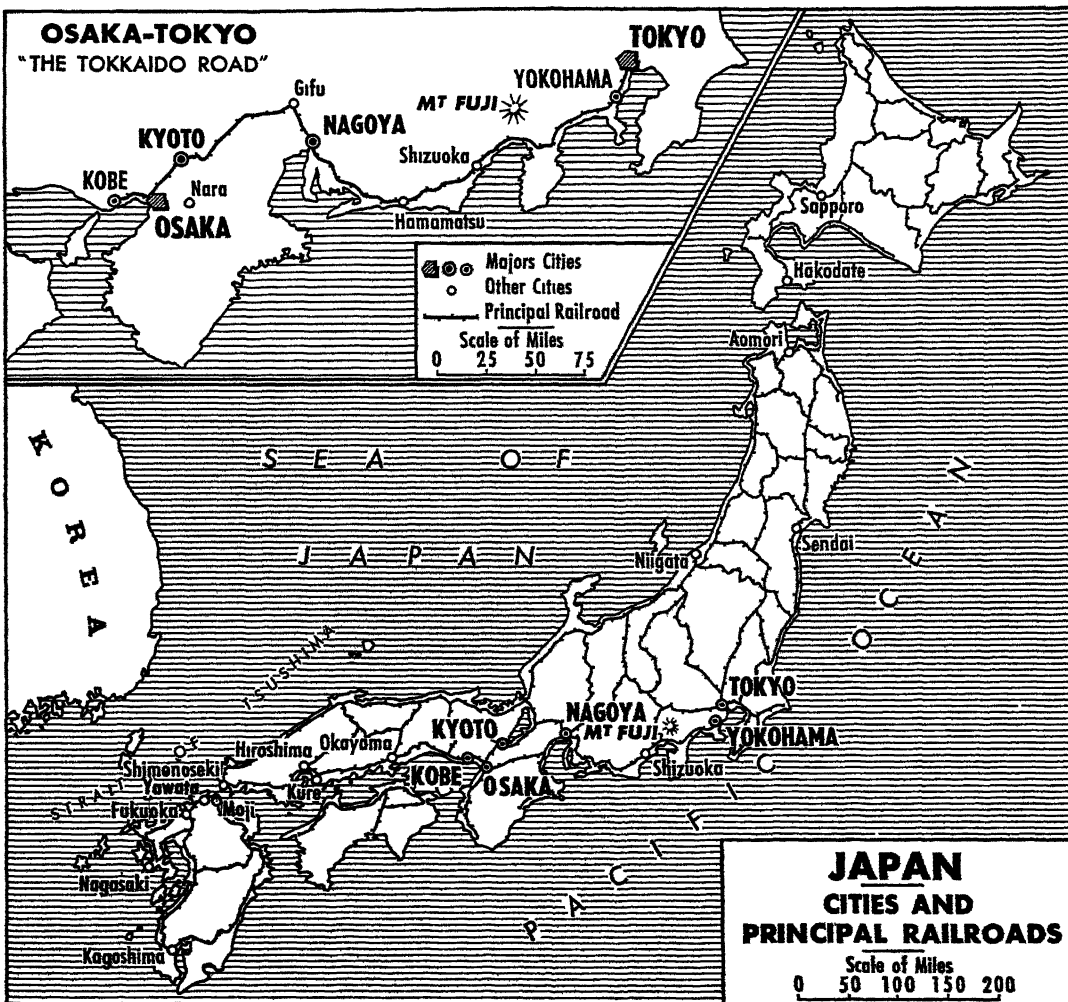 OSAKA-TOKYO
"THE TOKKAIDO ROAD"
TOKYO
YOKOHAMA
MT FUJI
Gifu
NAGOYA
KYOTO
Shizuoka
KOBE
Nara
OSAKA
Hamamatsu
Majors Cities
Other Cities
Principal Railroad
Scale of Miles
0 25 50 75
Sapporo
Hakodate
Aomori
KOREA
SEA OF
JAPAN
Sendai
Niigata
PACIFIC OCEAN
STRAIT OF TSUSHIMA
TOKYO
NAGOYA
KYOTO
MT FUJI
YOKOHAMA
Hiroshima
Okayama
Shizuoka
Shimonoseki
KOBE
OSAKA
Yawata
Kure
Fukuoka
Moji
Nagasaki
Kagoshima
JAPAN
CITIES AND
PRINCIPAL RAILROADS
Scale of Miles
0 50 100 150 200